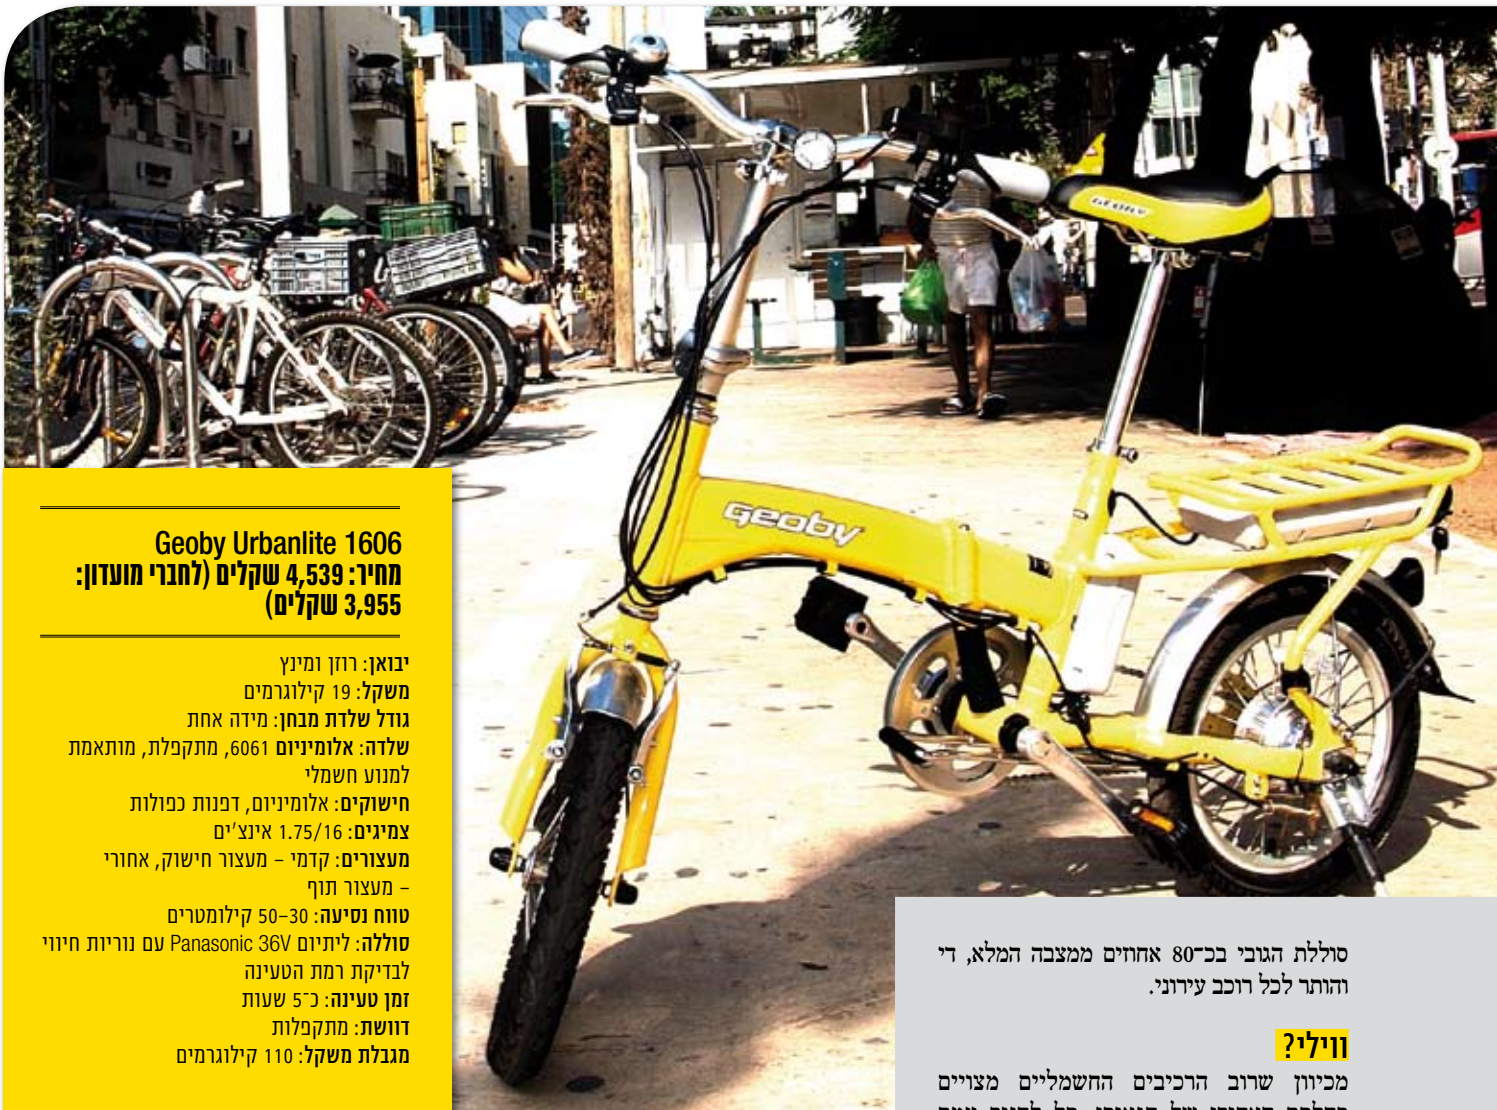 GEOBY
Geoby
Geoby Urbanlite 1606
מחיר: 4,539 שקלים (לחברי מועדון:
3,955 שקלים)
יבואן: רוזן ומינץ
משקל: 19 קילוגרמים
גודל שלדת מבחן: מידה אחת
שלדה: אלומיניום 6061, מתקפלת, מותאמת
למנוע חשמלי
חישוקים: אלומיניום, דפנות כפולות
צמיגים: 1.75/16 אינצ'ים
מעצורים: קדמי – מעצור חישוק, אחורי
– מעצור תוף
טווח נסיעה: 50–30 קילומטרים
סוללה: ליתיום Panasonic 36V עם נוריות חיווי
לבדיקת רמת הטעינה
זמן טעינה: כ־5 שעות
דוושת: מתקפלות
מגבלת משקל: 110 קילוגרמים
סוללת הגובי בכ־80 אחוזים ממצבה המלא, די
והותר לכל רוכב עירוני.
ווילי?
מכיוון שרוב הרכיבים החשמליים מצויים